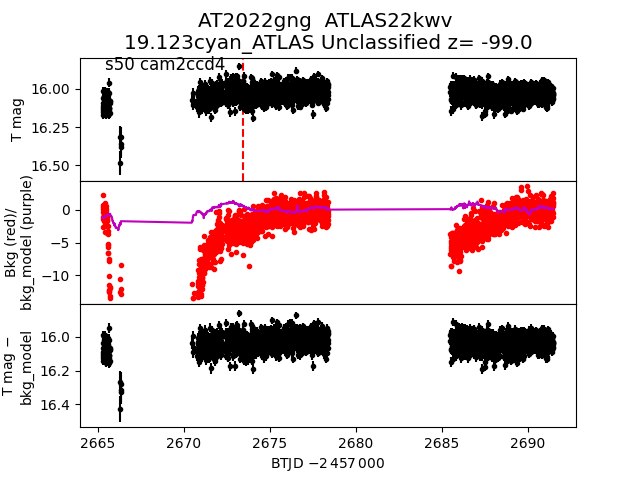 AT2022gng  ATLAS22kwv
19.123cyan_ATLAS Unclassified z= -99.0
s50 cam2ccd4
T mag
16.00
16.25
16.50
Bkg (red)/
bkg_model (purple)
0
−5
−10
T mag −
bkg_model
16.0
16.2
16.4
2665
2670
2675
2680
2685
2690
BTJD −2 457 000